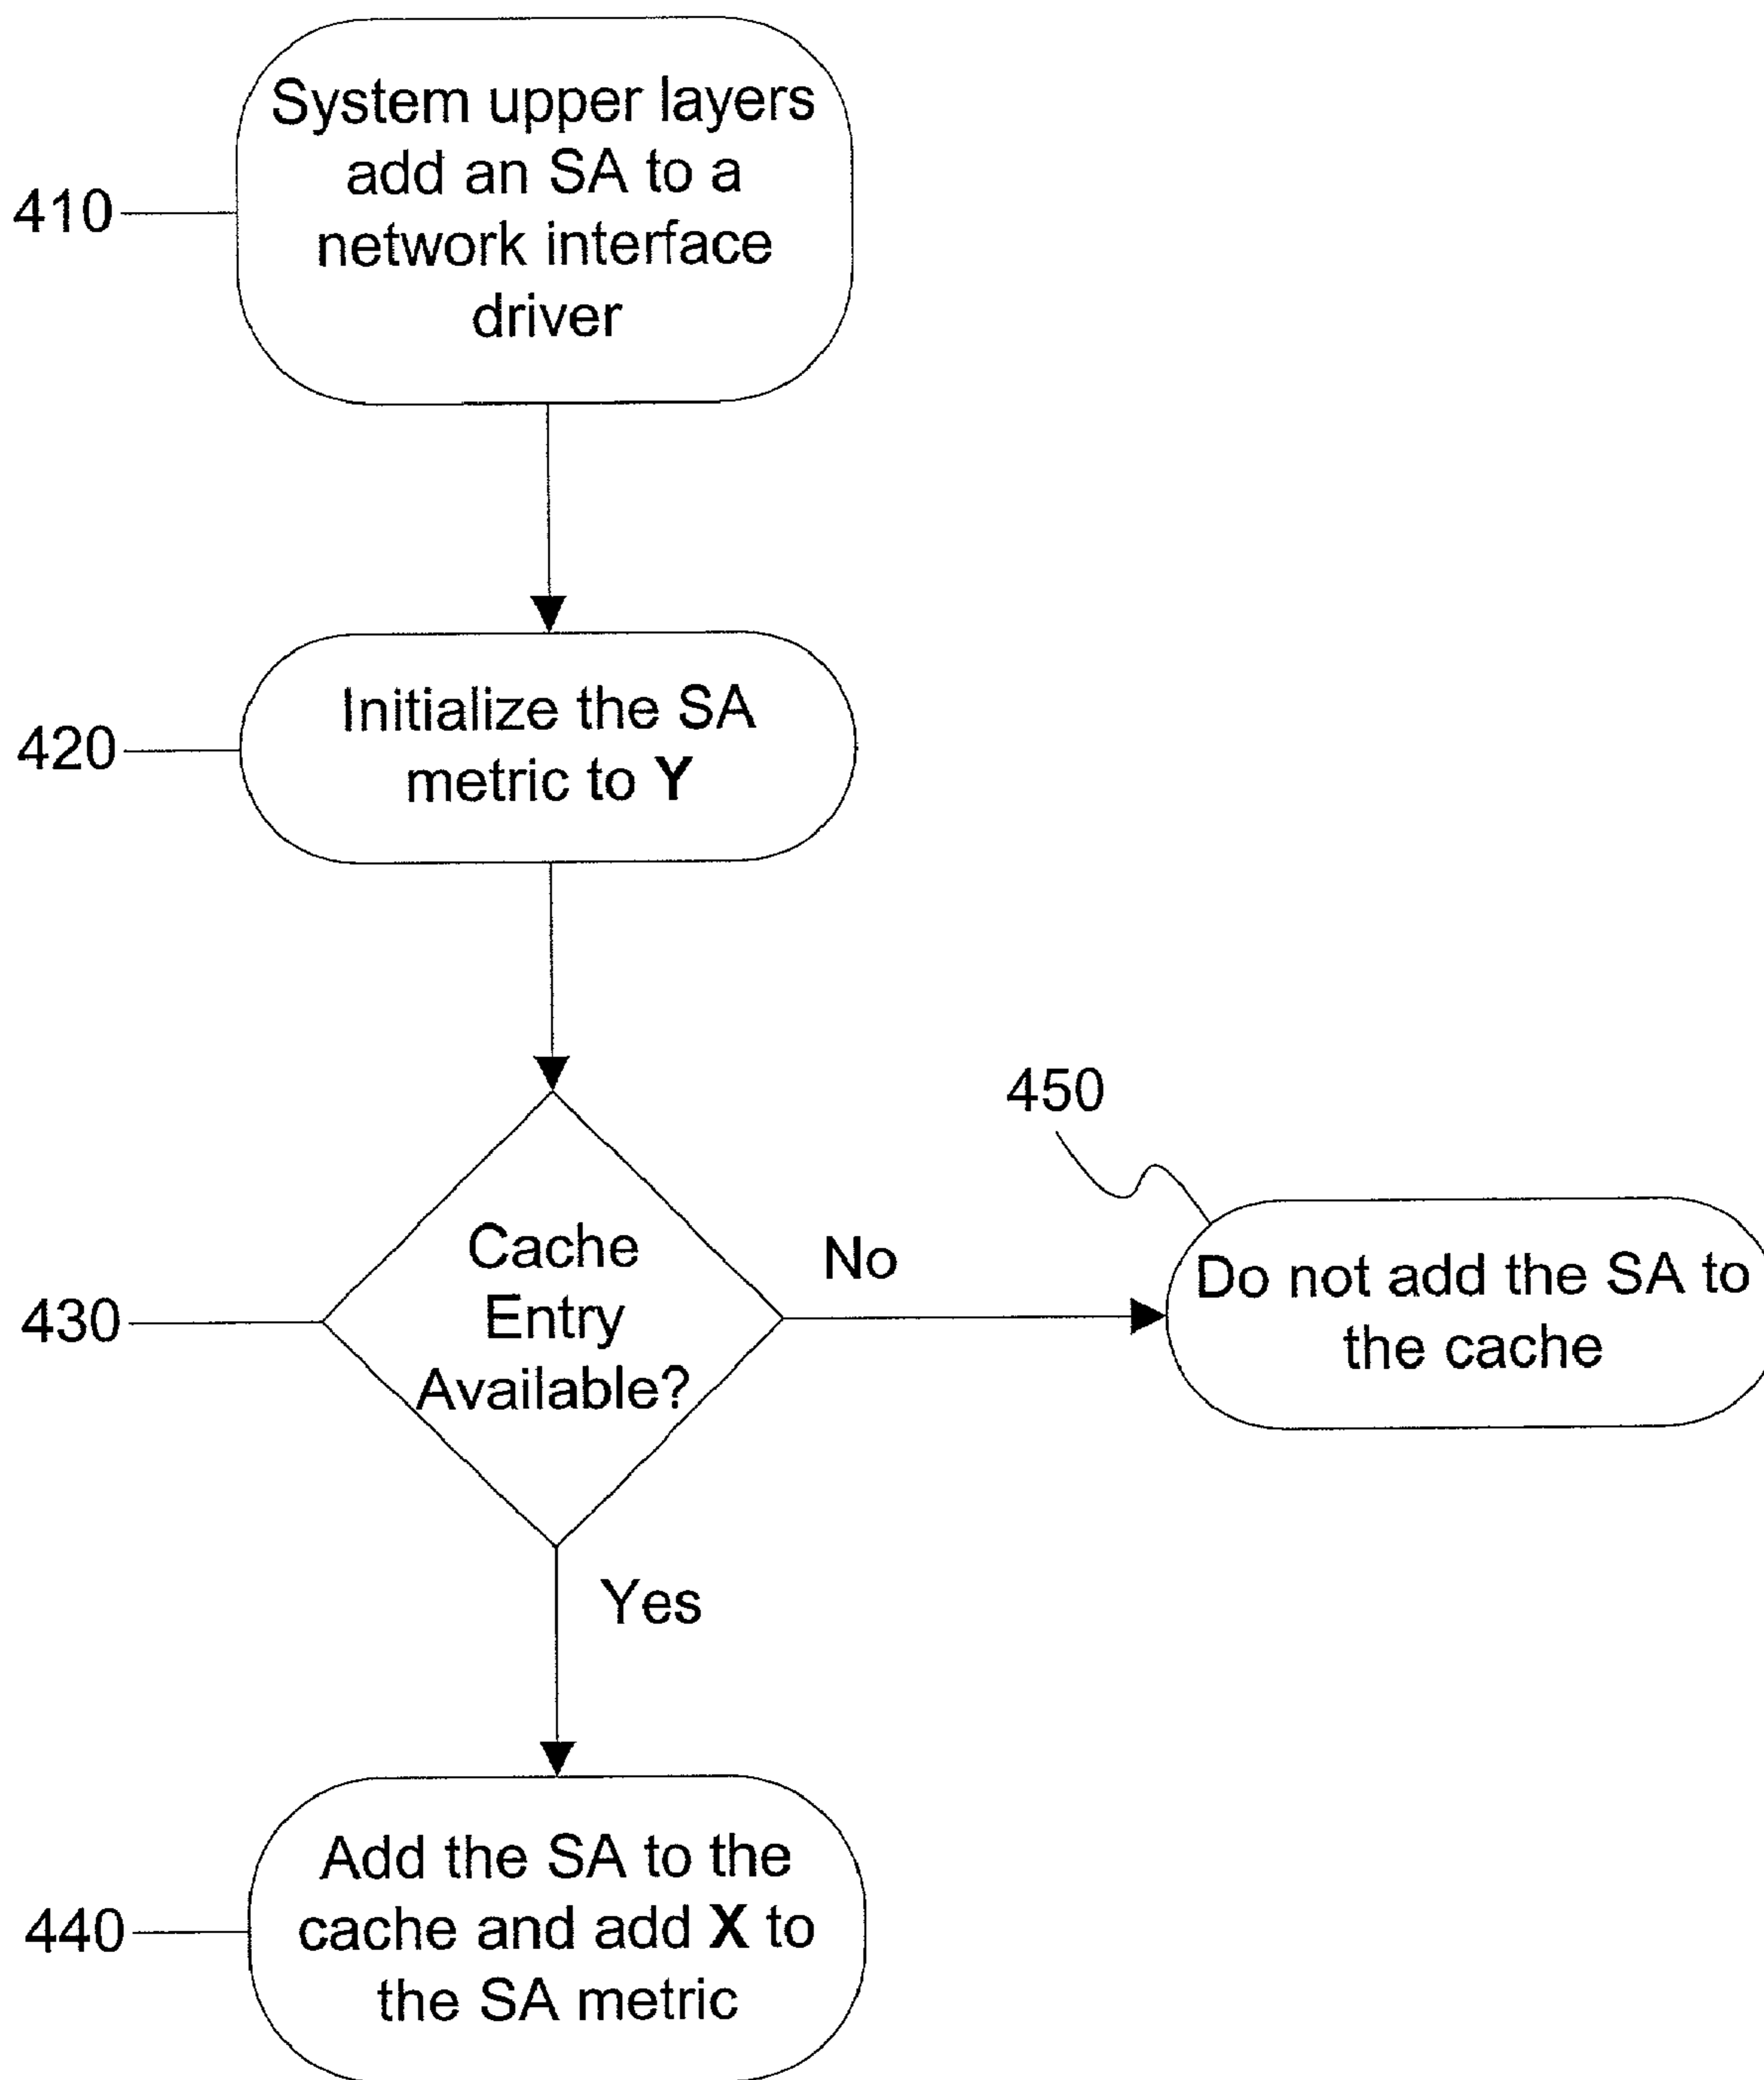 System upper layers
add an SA to a
network interface
driver
410
Initialize the SA
metric to Y
420
Cache
Entry
Available?
430
No
450
Do not add the SA to
the cache
Yes
Add the SA to the
cache and add X to
the SA metric
440